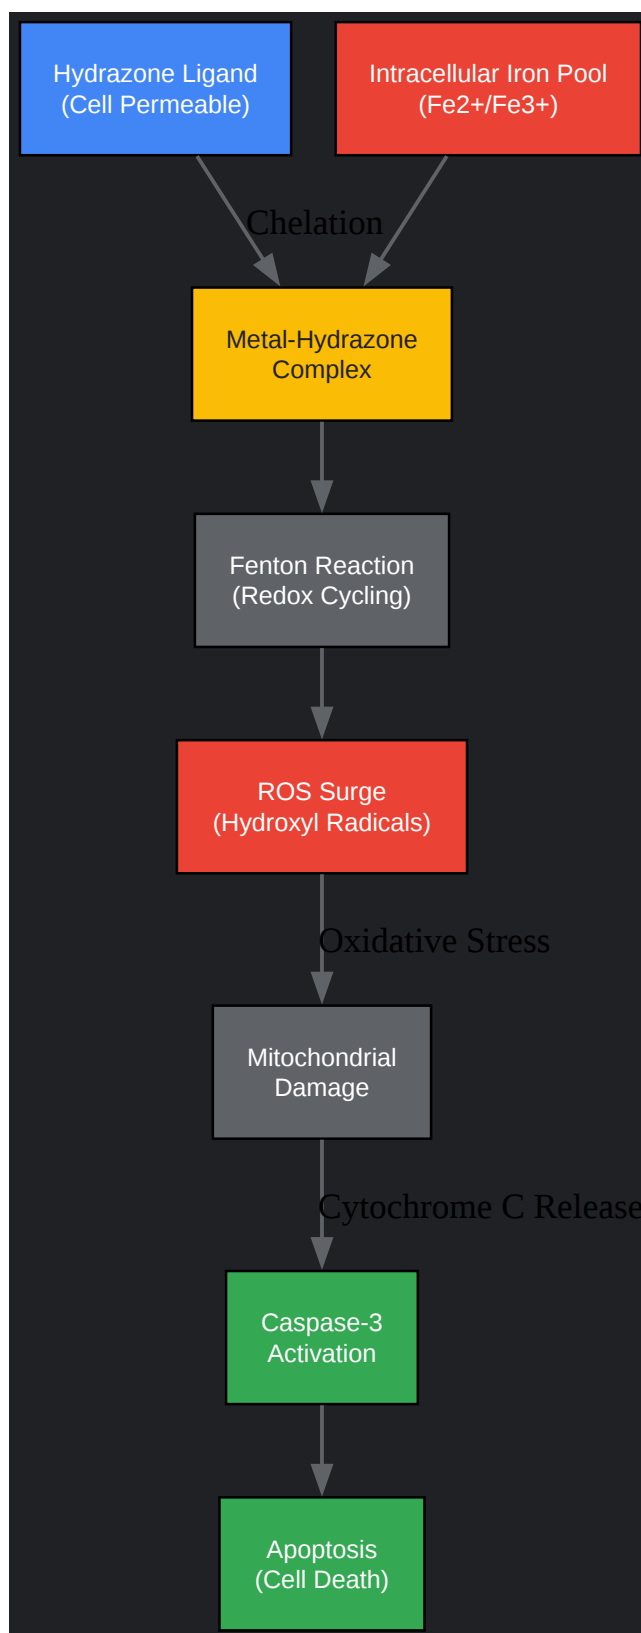 Hydrazone Ligand
(Cell Permeable)
Intracellular Iron Pool
(Fe2+/Fe3+)
Chelation
Metal-Hydrazone
Complex
Fenton Reaction
(Redox Cycling)
ROS Surge
(Hydroxyl Radicals)
Oxidative Stress
Mitochondrial
Damage
Cytochrome C Release
Caspase-3
Activation
Apoptosis
(Cell Death)